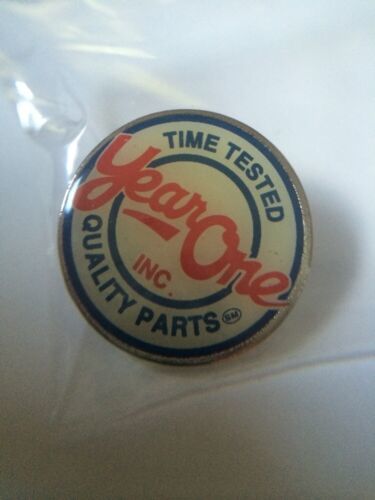 TIME TESTED
Year One
INC.
QUALITY PARTS SM